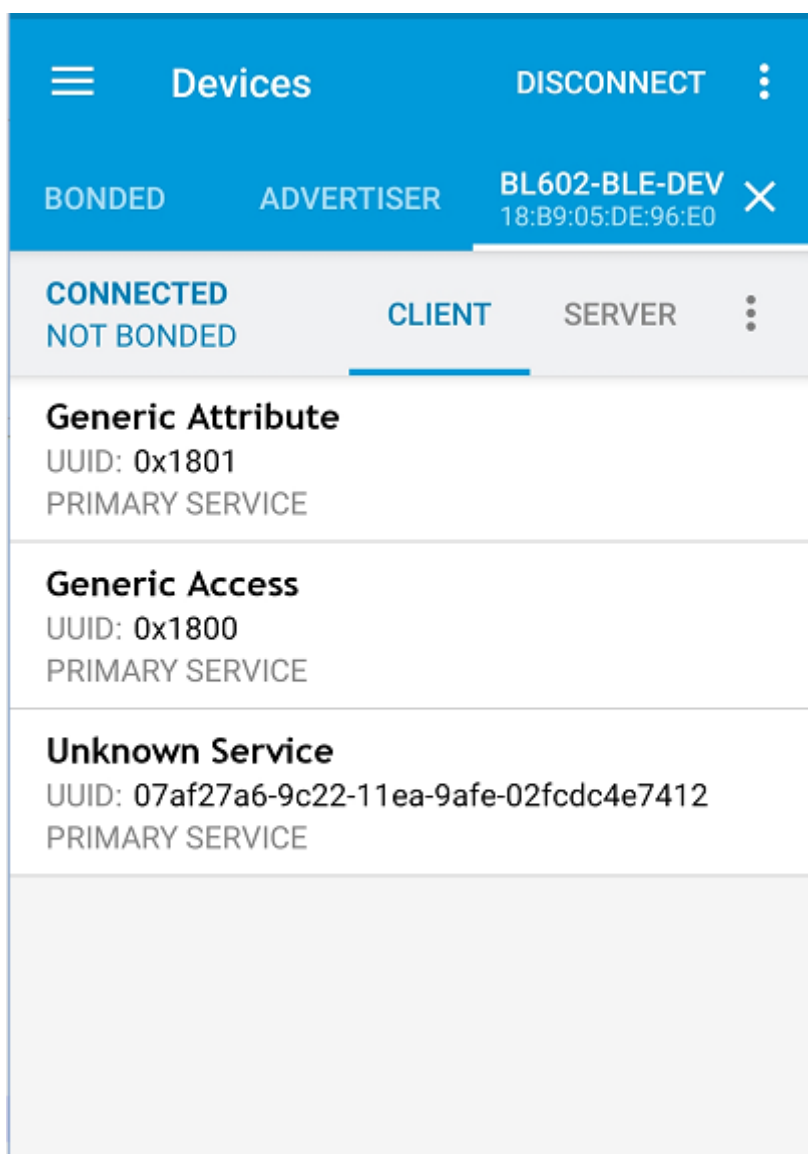 Devices
DISCONNECT
BONDED
ADVERTISER
BL602-BLE-DEV
18:B9:05:DE:96:E0
CONNECTED
NOT BONDED
CLIENT
SERVER
Generic Attribute
UUID: 0x1801
PRIMARY SERVICE
Generic Access
UUID: 0x1800
PRIMARY SERVICE
Unknown Service
UUID: 07af27a6-9c22-11ea-9afe-02fcdc4e7412
PRIMARY SERVICE